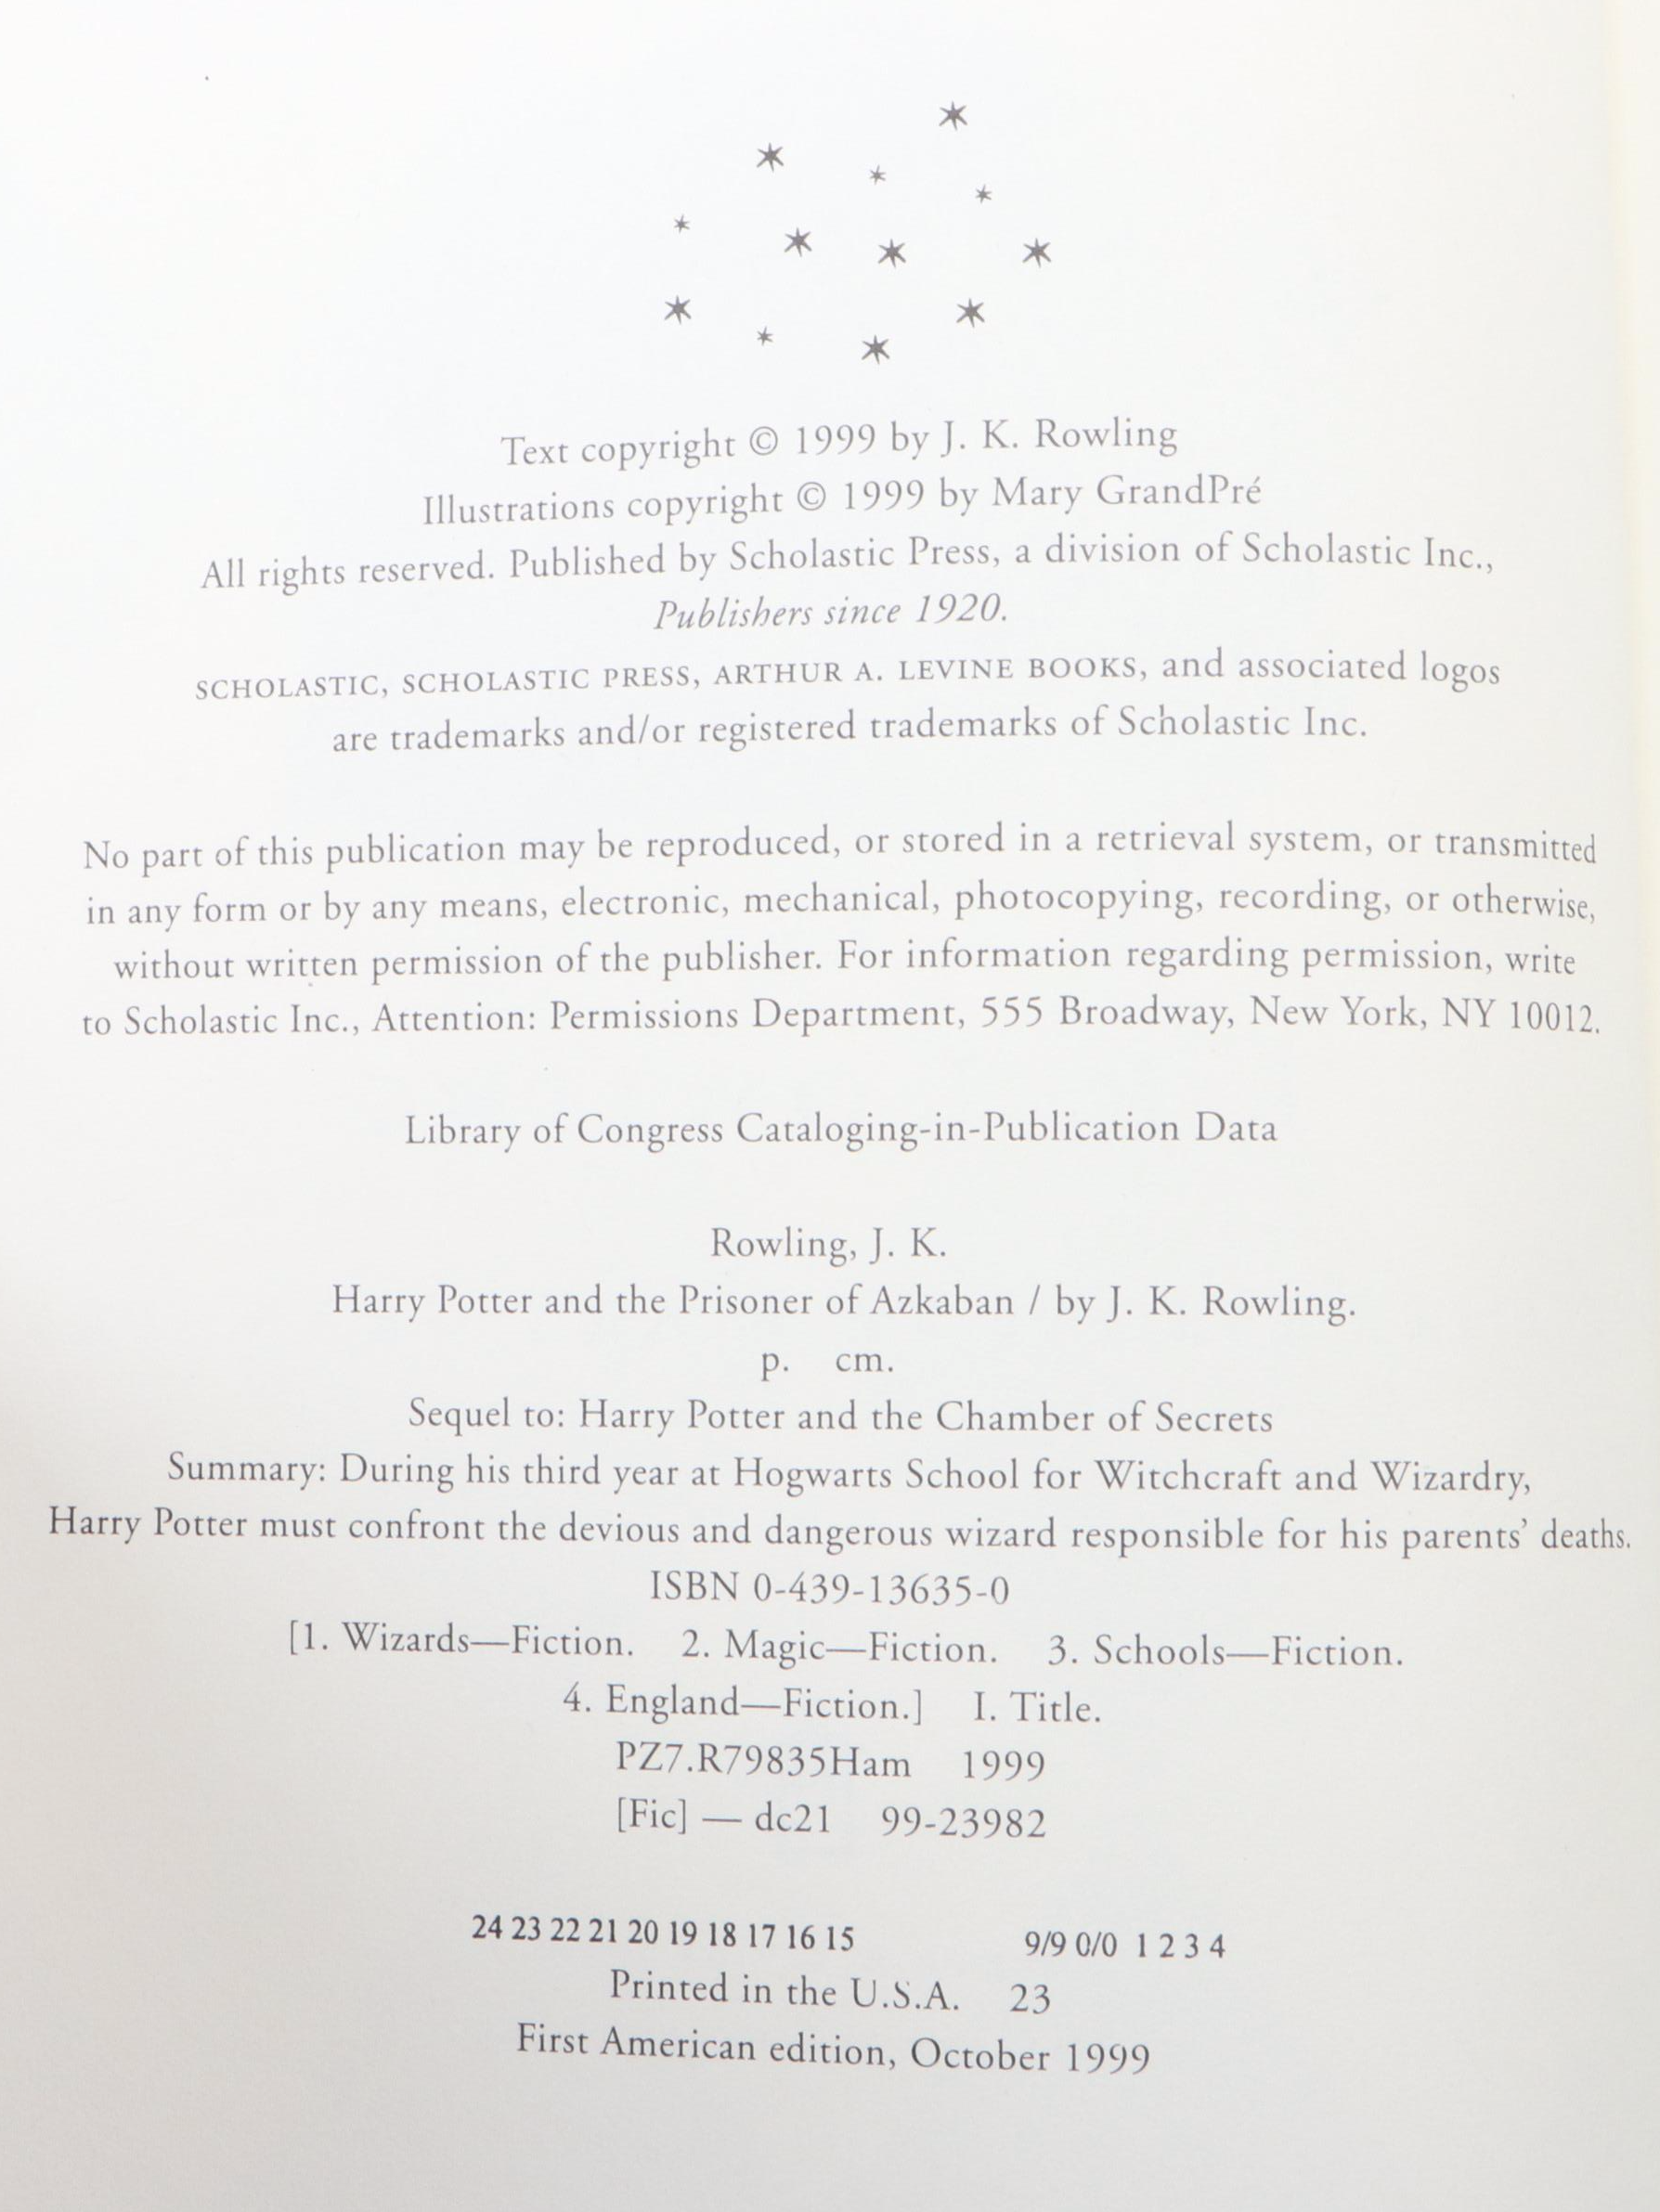 Text copyright © 1999 by J. K. Rowling
Illustrations copyright © 1999 by Mary GrandPré
All rights reserved. Published by Scholastic Press, a division of Scholastic Inc.,
Publishers since 1920.
SCHOLASTIC, SCHOLASTIC PRESS, ARTHUR A. LEVINE BOOKS, and associated logos
are trademarks and/or registered trademarks of Scholastic Inc.
No part of this publication may be reproduced, or stored in a retrieval system, or transmitted
in any form or by any means, electronic, mechanical, photocopying, recording, or otherwise,
without written permission of the publisher. For information regarding permission, write
to Scholastic Inc., Attention: Permissions Department, 555 Broadway, New York, NY 10012.
Library of Congress Cataloging-in-Publication Data
Rowling, J. K.
Harry Potter and the Prisoner of Azkaban / by J. K. Rowling.
p. cm.
Sequel to: Harry Potter and the Chamber of Secrets
Summary: During his third year at Hogwarts School for Witchcraft and Wizardry,
Harry Potter must confront the devious and dangerous wizard responsible for his parents' deaths.
ISBN 0-439-13635-0
[1. Wizards—Fiction. 2. Magic—Fiction. 3. Schools—Fiction.
4. England—Fiction.] I. Title.
PZ7.R79835Ham 1999
[Fic] — dc21 99-23982
24 23 22 21 20 19 18 17 16 15 9/9 0/0 1 2 3 4
Printed in the U.S.A. 23
First American edition, October 1999